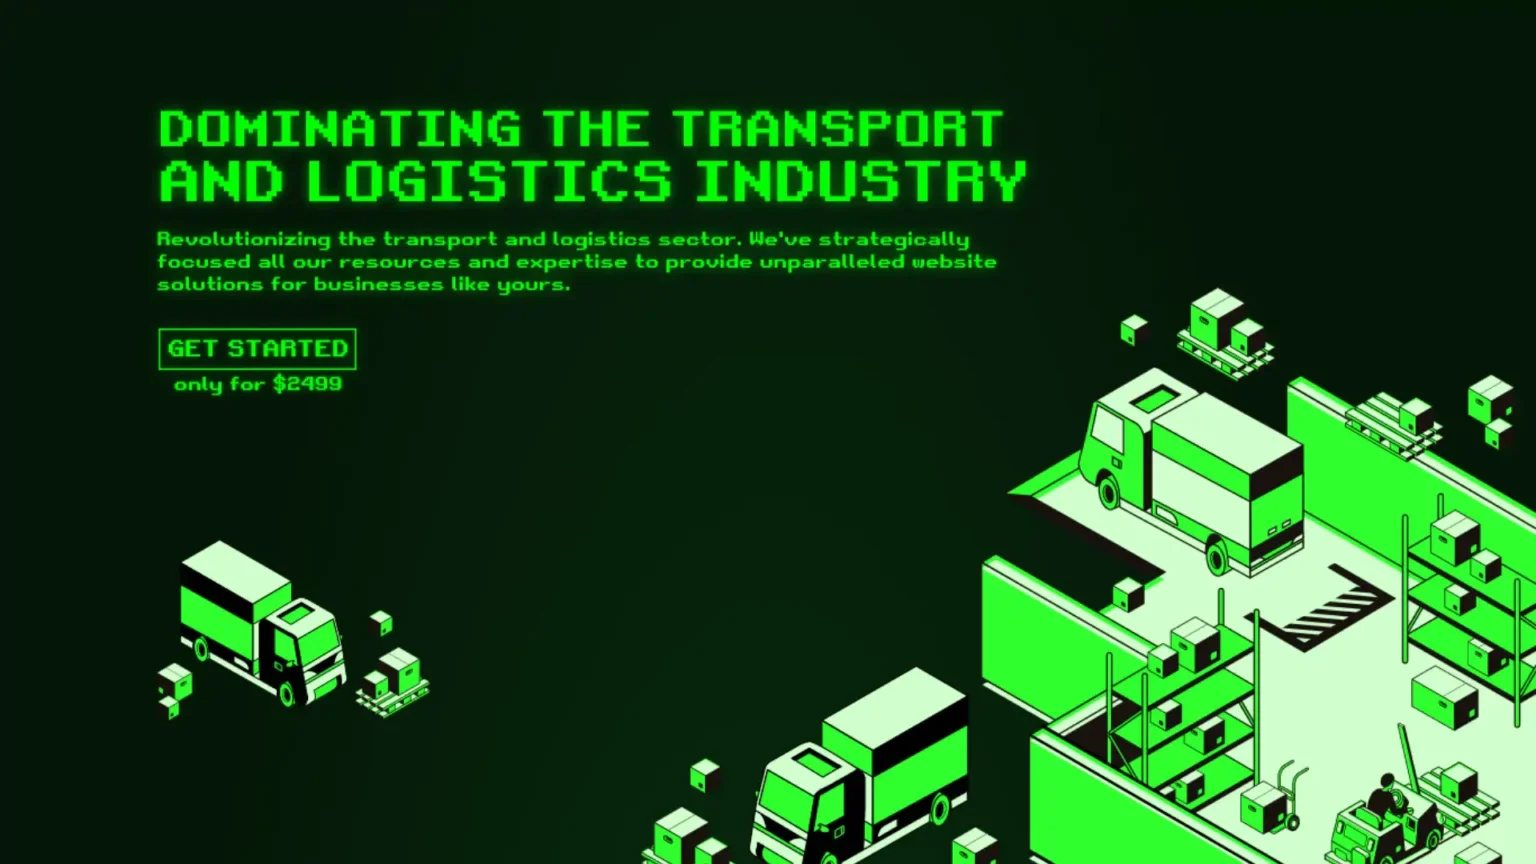 DOMINATING THE TRANSPORT
AND LOGISTICS INDUSTRY
Revolutionizing the transport and logistics sector. We've strategically
focused all our resources and expertise to provide unparalleled website
solutions for businesses like yours.
GET STARTED
only for $2499